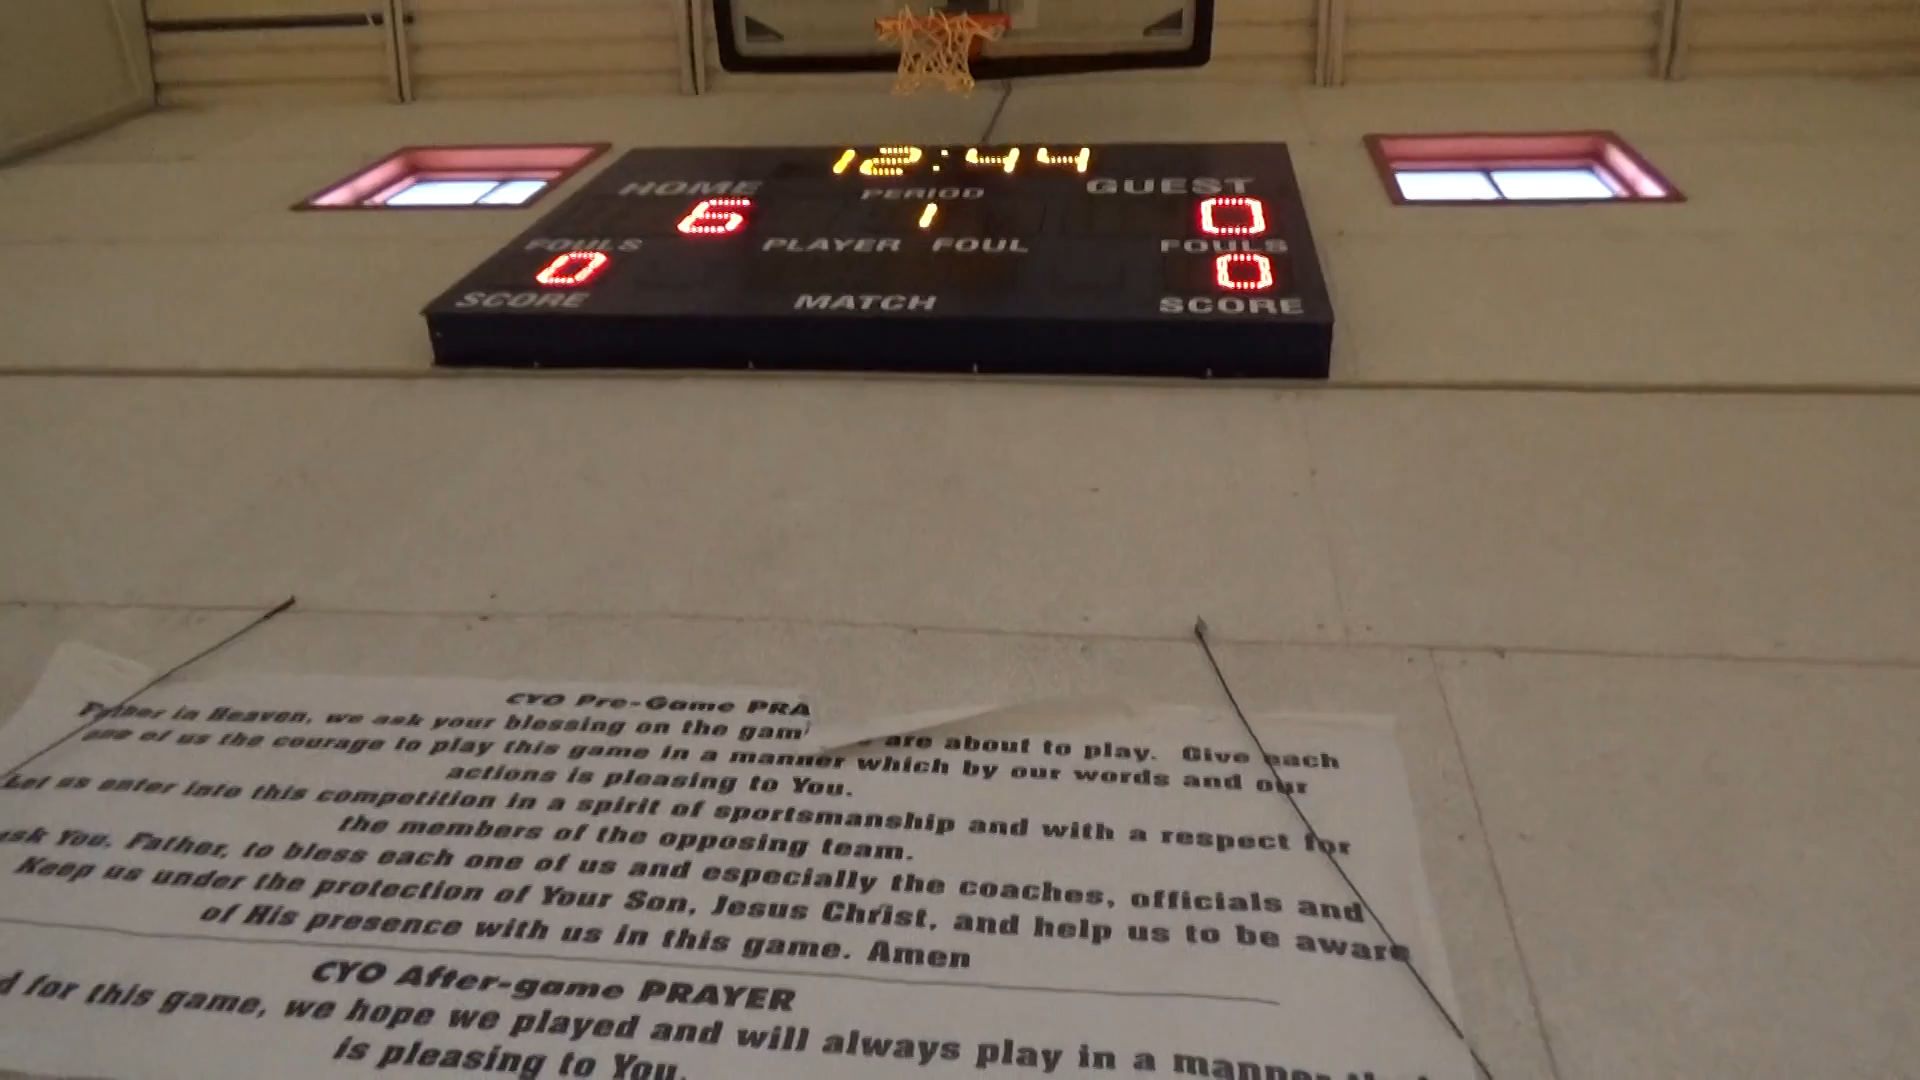 12:44
HOME PERIOD GUEST
6 1 0
FOULS PLAYER FOUL FOULS
0 0
SCORE MATCH SCORE
CYO Pre-Game PRA
Father in Heaven, we ask your blessing on the gam are about to play. Give each
one of us the courage to play this game in a manner which by our words and our
actions is pleasing to You.
Let us enter into this competition in a spirit of sportsmanship and with a respect for
the members of the opposing team.
ask You, Father, to bless each one of us and especially the coaches, officials and
Keep us under the protection of Your Son, Jesus Christ, and help us to be aware
of His presence with us in this game. Amen
CYO After-game PRAYER
for this game, we hope we played and will always play in a manner
is pleasing to You.